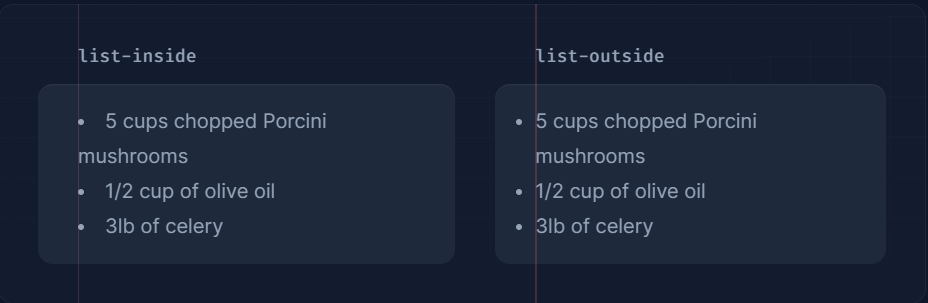 list-inside
• 5 cups chopped Porcini
mushrooms
• 1/2 cup of olive oil
• 3lb of celery
list-outside
• 5 cups chopped Porcini
mushrooms
• 1/2 cup of olive oil
• 3lb of celery